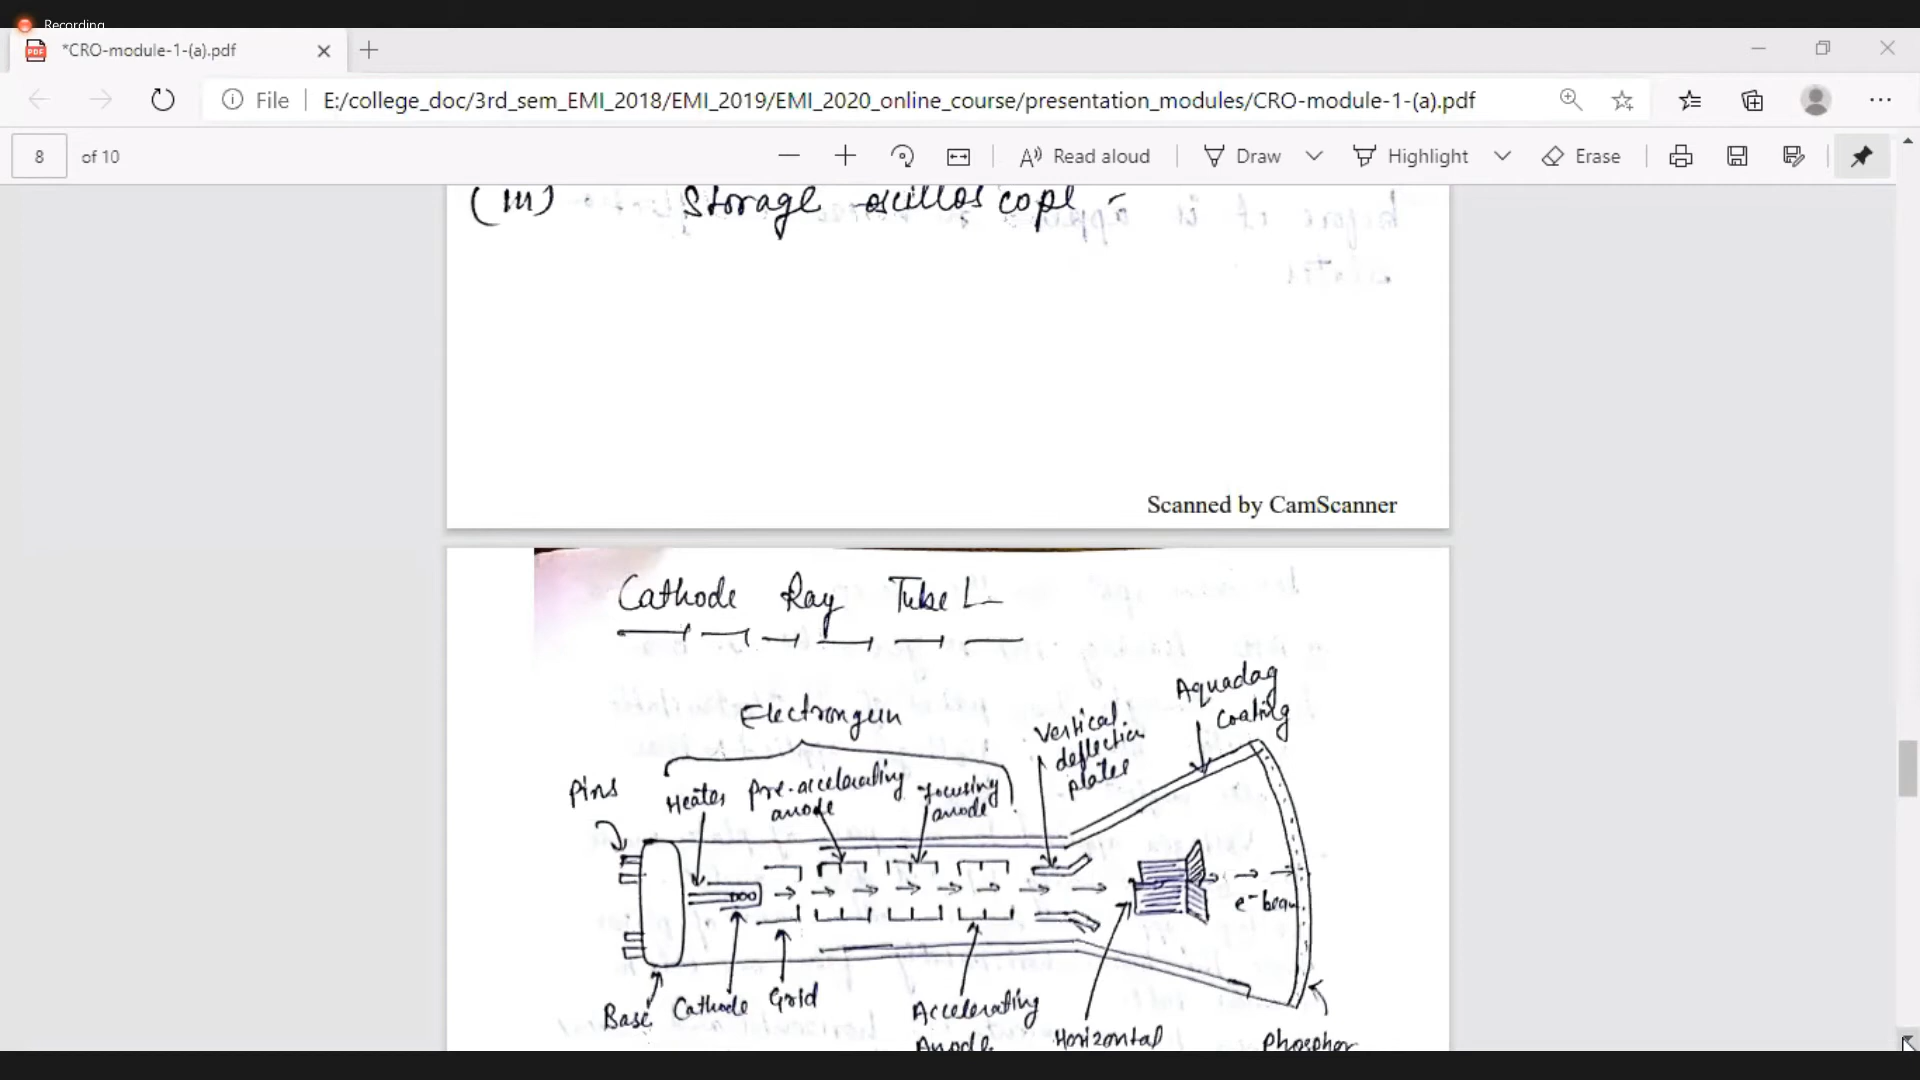 Recording
*CRO-module-1-(a).pdf
File
E:/college_doc/3rd_sem_EMI_2018/EMI_2019/EMI_2020_online_course/presentation_modules/CRO-module-1-(a).pdf
8 of 10
Read aloud
Draw
Highlight
Erase
(iii) Storage oscilloscope -
Scanned by CamScanner
Cathode Ray Tube
Electrongun
Pins
Heater
Pre-accelerating
anode
focusing
anode
Vertical
deflection
plates
Aquadag
coating
e-beam
Base
Cathode
Grid
Accelerating
Anode
Horizontal
Phosphor